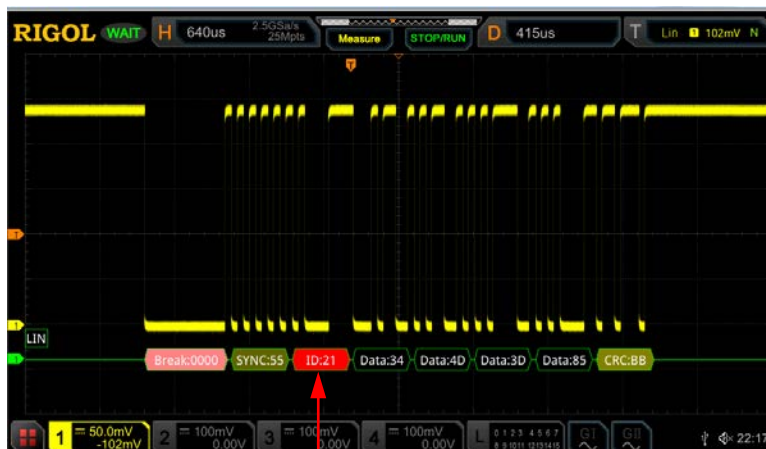 RIGOL WAIT H 640us 2.5GSa/s 25Mpts Measure STOP/RUN D 415us T Lin 1 102mV N
T
T
1
LIN
1 Break:0000 SYNC:55 ID:21 Data:34 Data:4D Data:3D Data:85 CRC:BB
1 50.0mV -102mV 2 100mV 0.00V 3 100mV 0.00V 4 100mV 0.00V L 0 1 2 3 4 5 6 7 8 9 10 11 12 13 14 15 GI GII 22:17